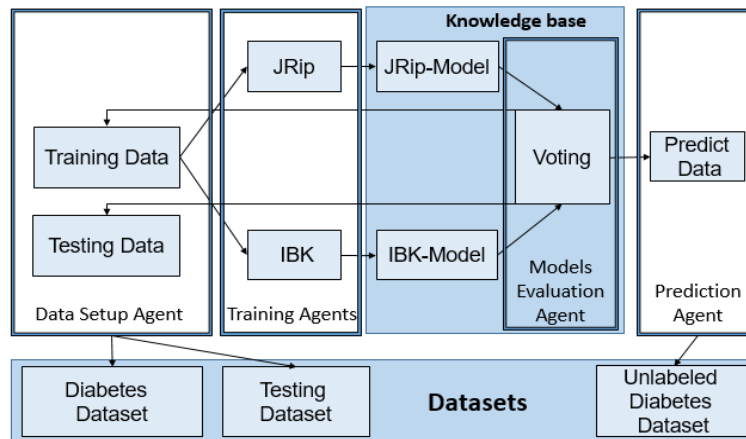 Knowledge base
JRip
JRip-Model
Training Data
Voting
Predict
Data
Testing Data
IBK
IBK-Model
Models
Evaluation
Agent
Data Setup Agent
Training Agents
Prediction
Agent
Diabetes
Dataset
Testing
Dataset
Datasets
Unlabeled
Diabetes
Dataset